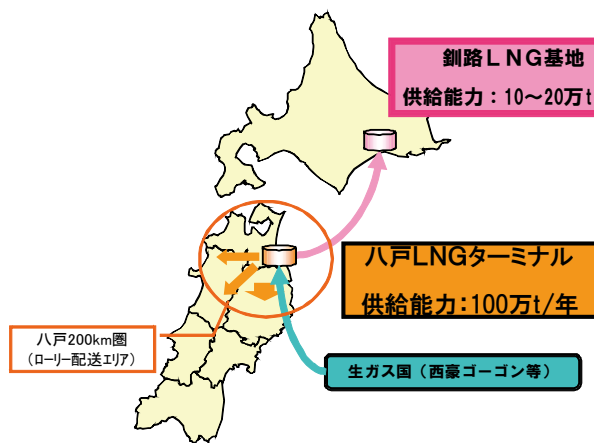 釧路ＬＮＧ基地
供給能力：10～20万t
八戸LNGターミナル
供給能力:100万t/年
八戸200km圏
（ﾛｰﾘｰ配送ｴﾘｱ）
生ガス国（西豪ゴーゴン等）